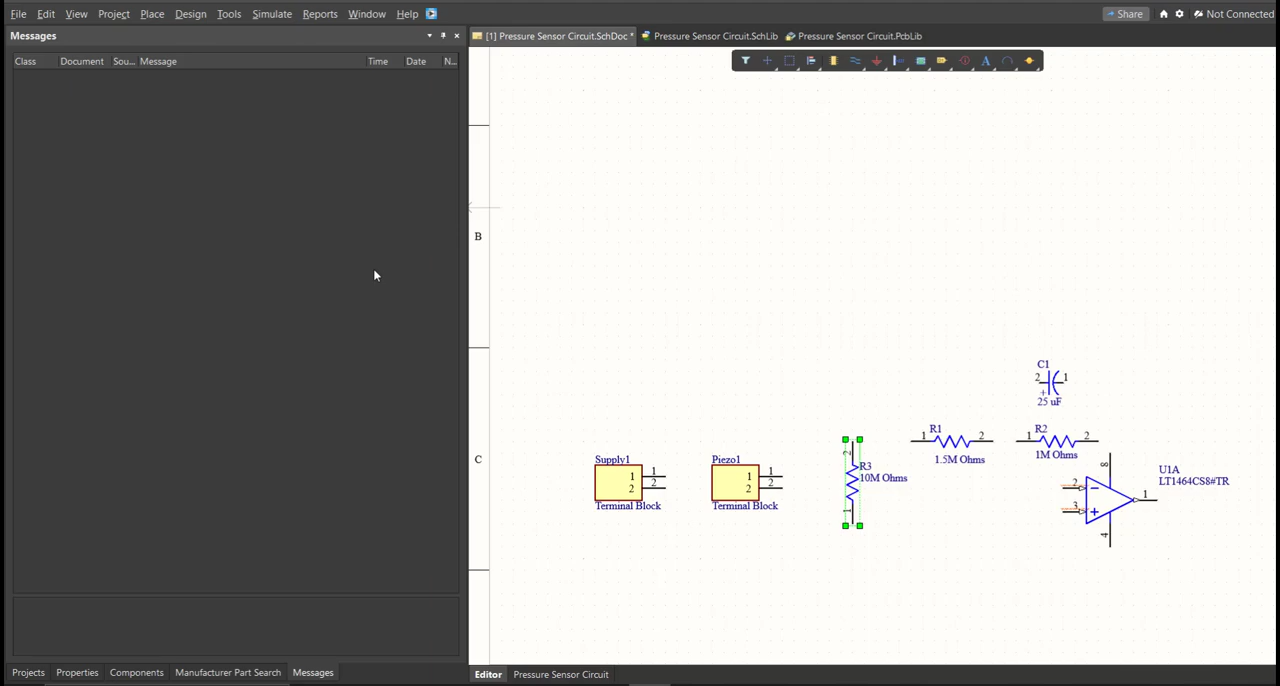 File Edit View Project Place Design Tools Simulate Reports Window Help
Share Not Connected
Messages
[1] Pressure Sensor Circuit.SchDoc * Pressure Sensor Circuit.SchLib Pressure Sensor Circuit.PcbLib
Class Document Sou... Message Time Date N...
A
B
C1
2 1
+
25 uF
R1 R2
1 2 1 2
1.5M Ohms 1M Ohms
C
Supply1 Piezo1
1 1
1 1
2 2
2 2
Terminal Block Terminal Block
2
R3
10M Ohms
1
8
U1A
LT1464CS8#TR
2 −
1
3 +
4
Projects Properties Components Manufacturer Part Search Messages
Editor Pressure Sensor Circuit